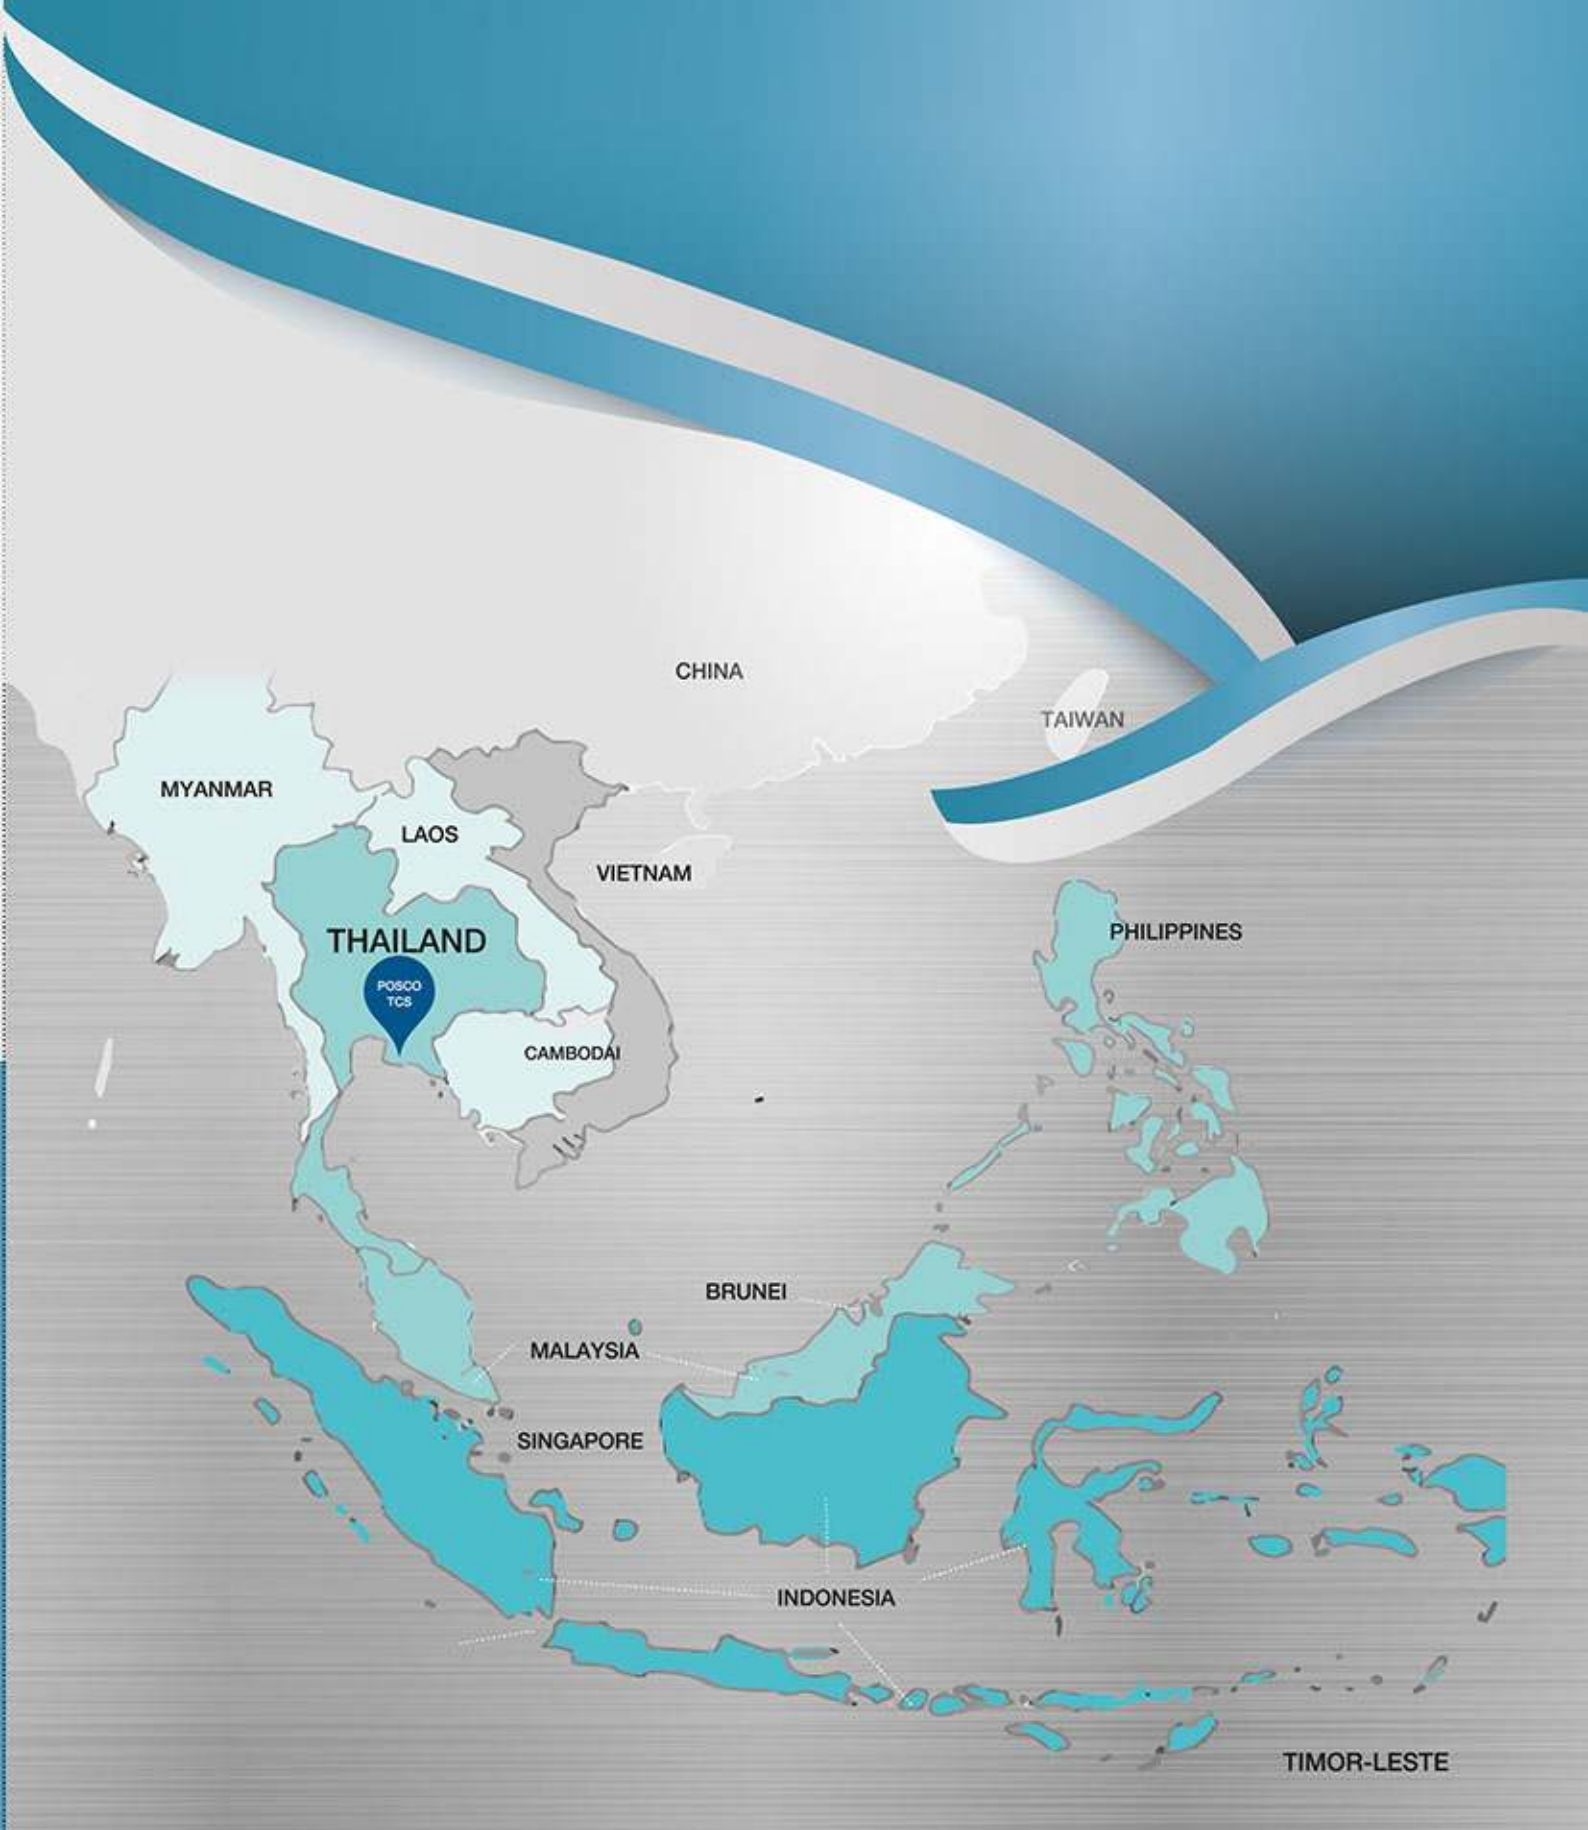 CHINA
TAIWAN
MYANMAR
LAOS
VIETNAM
PHILIPPINES
THAILAND
POSCO
TCS
CAMBODAI
BRUNEI
MALAYSIA
SINGAPORE
INDONESIA
TIMOR-LESTE